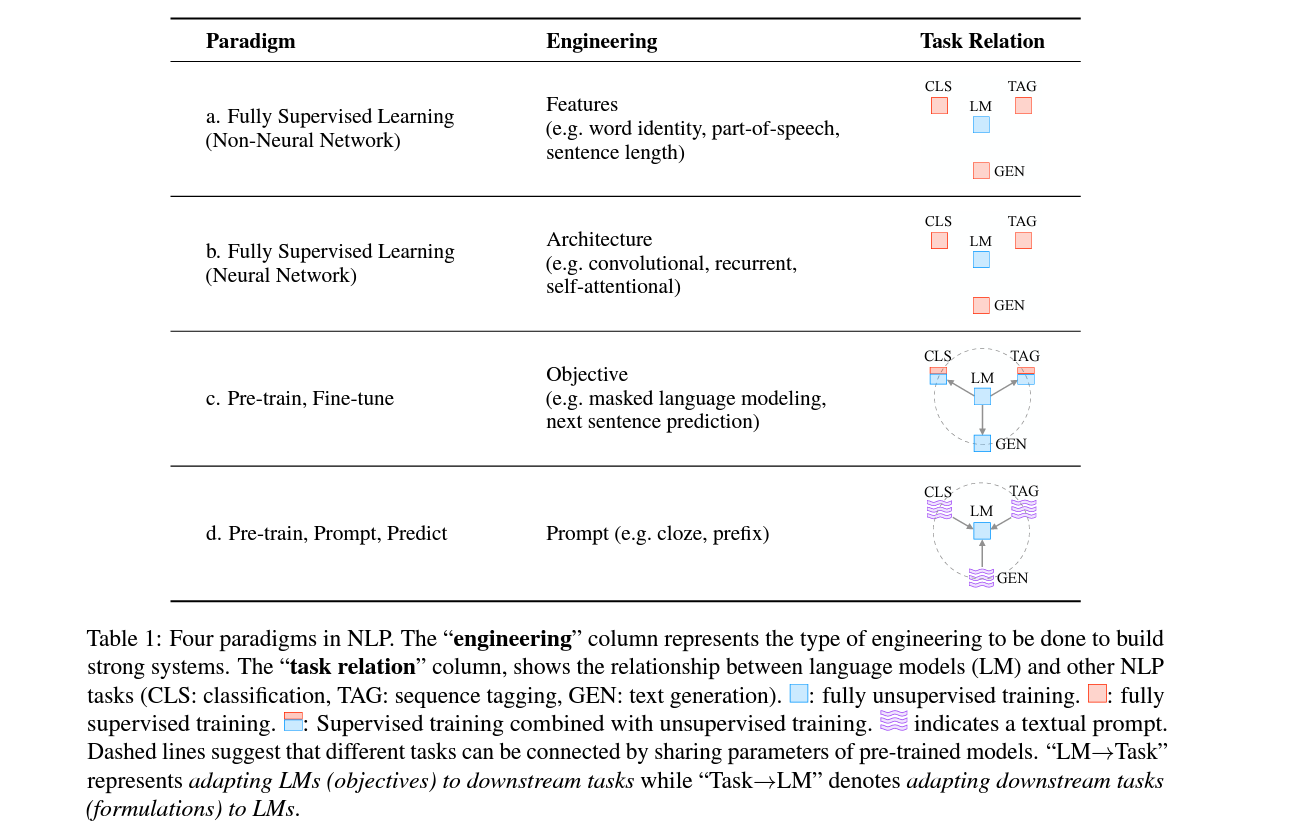 Paradigm Engineering Task Relation
a. Fully Supervised Learning
(Non-Neural Network)
Features
(e.g. word identity, part-of-speech,
sentence length)
CLS TAG
LM
GEN
b. Fully Supervised Learning
(Neural Network)
Architecture
(e.g. convolutional, recurrent,
self-attentional)
CLS TAG
LM
GEN
c. Pre-train, Fine-tune
Objective
(e.g. masked language modeling,
next sentence prediction)
CLS TAG
LM
GEN
d. Pre-train, Prompt, Predict
Prompt (e.g. cloze, prefix)
CLS TAG
LM
GEN
Table 1: Four paradigms in NLP. The “engineering” column represents the type of engineering to be done to build
strong systems. The “task relation” column, shows the relationship between language models (LM) and other NLP
tasks (CLS: classification, TAG: sequence tagging, GEN: text generation). : fully unsupervised training. : fully
supervised training. : Supervised training combined with unsupervised training. indicates a textual prompt.
Dashed lines suggest that different tasks can be connected by sharing parameters of pre-trained models. “LM→Task”
represents adapting LMs (objectives) to downstream tasks while “Task→LM” denotes adapting downstream tasks
(formulations) to LMs.